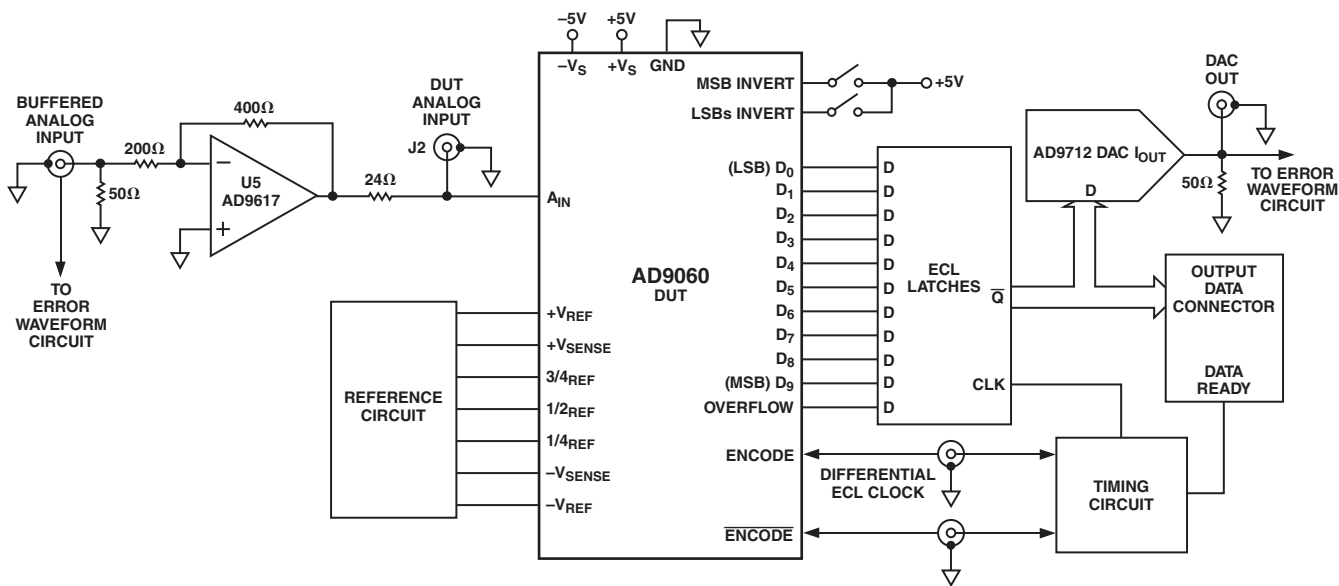 –5V
+5V
–VS
+VS
GND
BUFFERED
ANALOG
INPUT
200Ω
400Ω
50Ω
–
+
U5
AD9617
24Ω
DUT
ANALOG
INPUT
J2
TO
ERROR
WAVEFORM
CIRCUIT
AIN
AD9060
DUT
REFERENCE
CIRCUIT
+VREF
+VSENSE
3/4REF
1/2REF
1/4REF
–VSENSE
–VREF
MSB INVERT
LSBs INVERT
+5V
(LSB) D0
D1
D2
D3
D4
D5
D6
D7
D8
(MSB) D9
OVERFLOW
ENCODE
ENCODE
D
D
D
D
D
D
D
D
D
D
D
ECL
LATCHES
Q
CLK
DIFFERENTIAL
ECL CLOCK
AD9712 DAC IOUT
D
DAC
OUT
50Ω
TO ERROR
WAVEFORM
CIRCUIT
OUTPUT
DATA
CONNECTOR
DATA
READY
TIMING
CIRCUIT